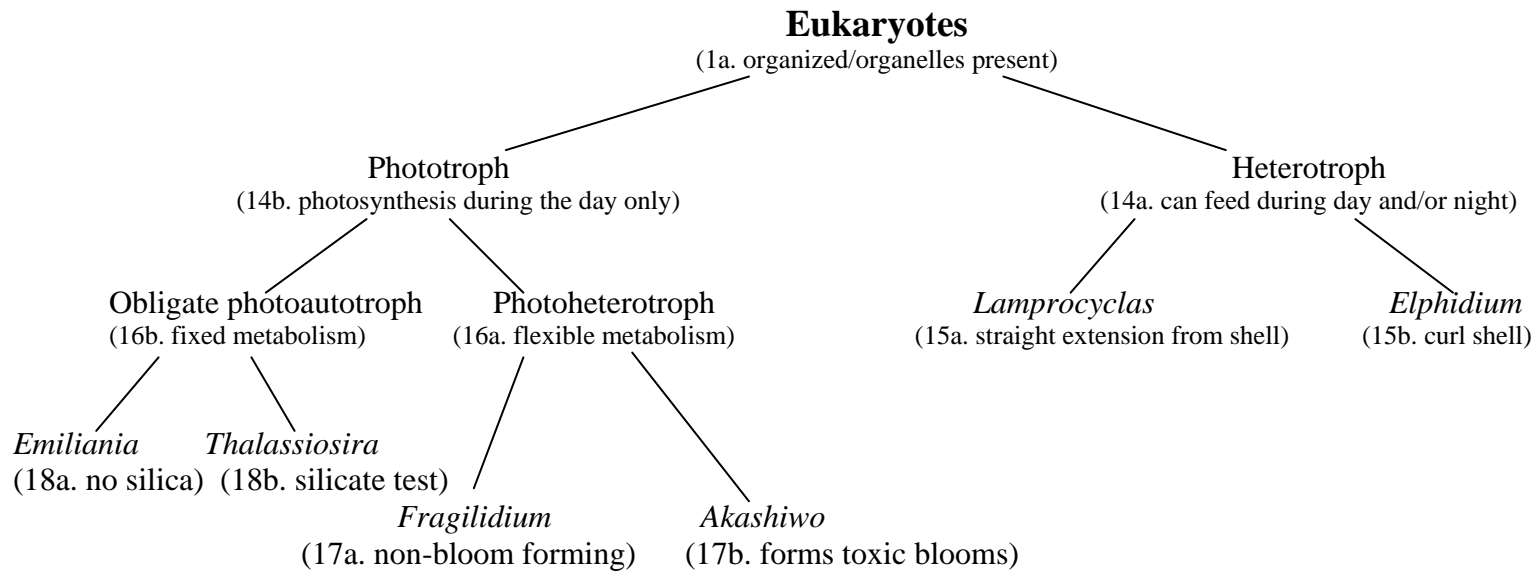 Eukaryotes
(1a. organized/organelles present)
Phototroph
(14b. photosynthesis during the day only)
Heterotroph
(14a. can feed during day and/or night)
Obligate photoautotroph
(16b. fixed metabolism)
Photoheterotroph
(16a. flexible metabolism)
Lamprocyclas
(15a. straight extension from shell)
Elphidium
(15b. curl shell)
Emiliania
(18a. no silica)
Thalassiosira
(18b. silicate test)
Fragilidium
(17a. non-bloom forming)
Akashiwo
(17b. forms toxic blooms)